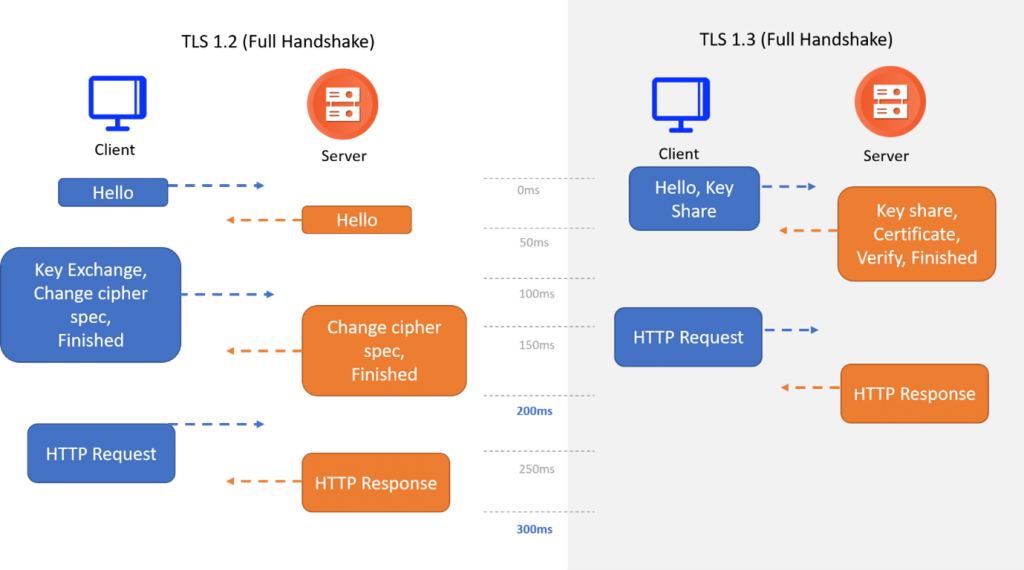 TLS 1.2 (Full Handshake)
Client
Server
Hello
Hello
Key Exchange,
Change cipher
spec,
Finished
Change cipher
spec,
Finished
HTTP Request
HTTP Response
0ms
50ms
100ms
150ms
200ms
250ms
300ms
TLS 1.3 (Full Handshake)
Client
Server
Hello, Key
Share
Key share,
Certificate,
Verify, Finished
HTTP Request
HTTP Response